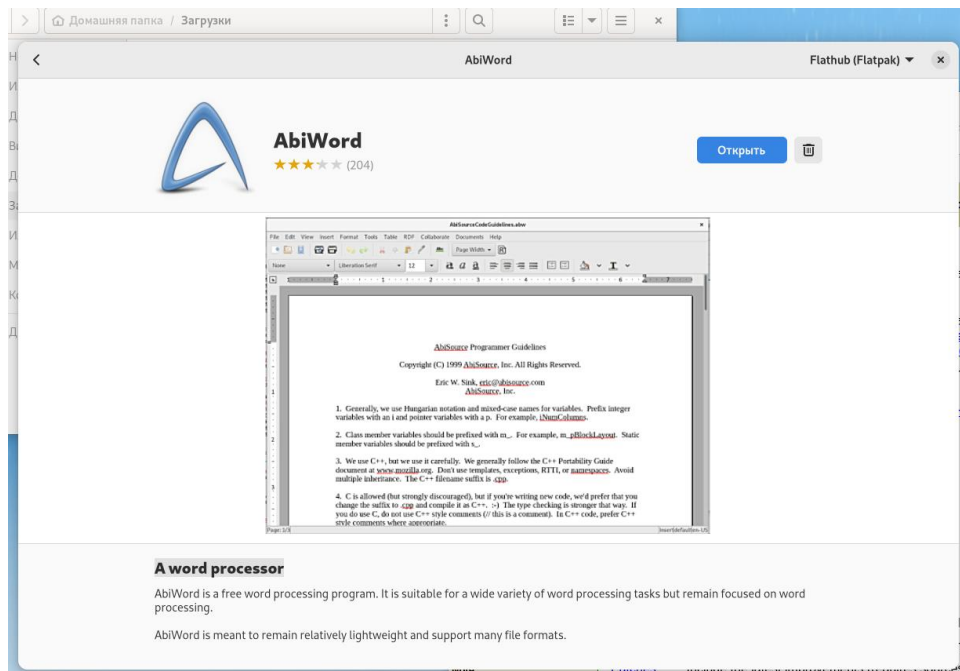 Домашняя папка / Загрузки
AbiWord
Flathub (Flatpak)
AbiWord
(204)
Открыть
AbiSourceCodeGuidelines.abw
File Edit View Insert Format Tools Table RDF Collaborate Documents Help
Page Width
None Liberation Serif 12
AbiSource Programmer Guidelines
Copyright (C) 1999 AbiSource, Inc. All Rights Reserved.
Eric W. Sink, eric@abisource.com
AbiSource, Inc.
1. Generally, we use Hungarian notation and mixed-case names for variables. Prefix integer
variables with an i and pointer variables with a p. For example, iNumColumns.
2. Class member variables should be prefixed with m_. For example, m_pBlockLayout. Static
member variables should be prefixed with s_.
3. We use C++, but we use it carefully. We generally follow the C++ Portability Guide
document at www.mozilla.org. Don't use templates, exceptions, RTTI, or namespaces. Avoid
multiple inheritance. The C++ filename suffix is .cpp.
4. C is allowed (but strongly discouraged), but if you're writing new code, we'd prefer that you
change the suffix to .cpp and compile it as C++. :-) The type checking is stronger that way. If
you do use C, do not use C++ style comments (// this is a comment). In C++ code, prefer C++
style comments where appropriate.
Page: 1/3
A word processor
AbiWord is a free word processing program. It is suitable for a wide variety of word processing tasks but remain focused on word
processing.
AbiWord is meant to remain relatively lightweight and support many file formats.